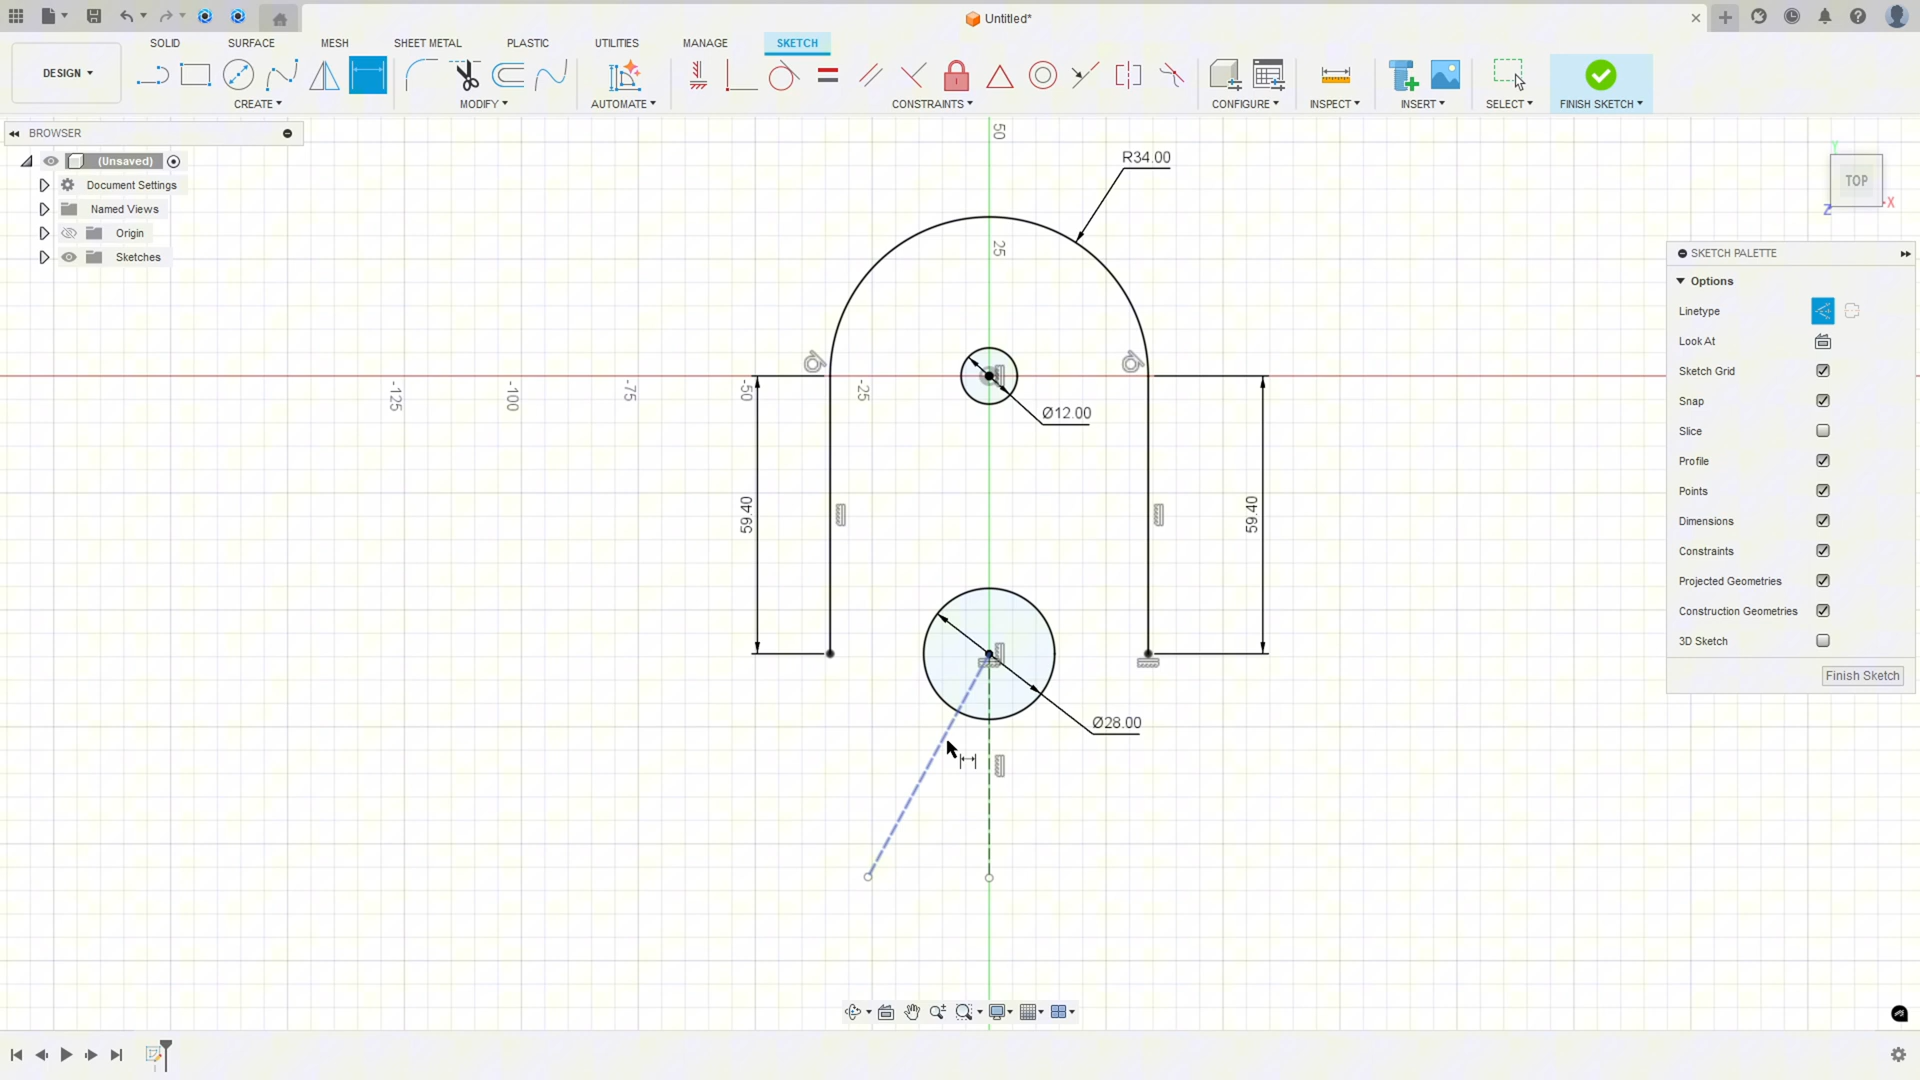 Untitled*
DESIGN
SOLID
SURFACE
MESH
SHEET METAL
PLASTIC
UTILITIES
MANAGE
SKETCH
CREATE
MODIFY
AUTOMATE
CONSTRAINTS
CONFIGURE
INSPECT
INSERT
SELECT
FINISH SKETCH
BROWSER
(Unsaved)
Document Settings
Named Views
Origin
Sketches
50
25
R34.00
-125
-100
-75
-50
-25
Ø12.00
59.40
59.40
Ø28.00
Y
TOP
X
Z
SKETCH PALETTE
Options
Linetype
Look At
Sketch Grid
Snap
Slice
Profile
Points
Dimensions
Constraints
Projected Geometries
Construction Geometries
3D Sketch
Finish Sketch